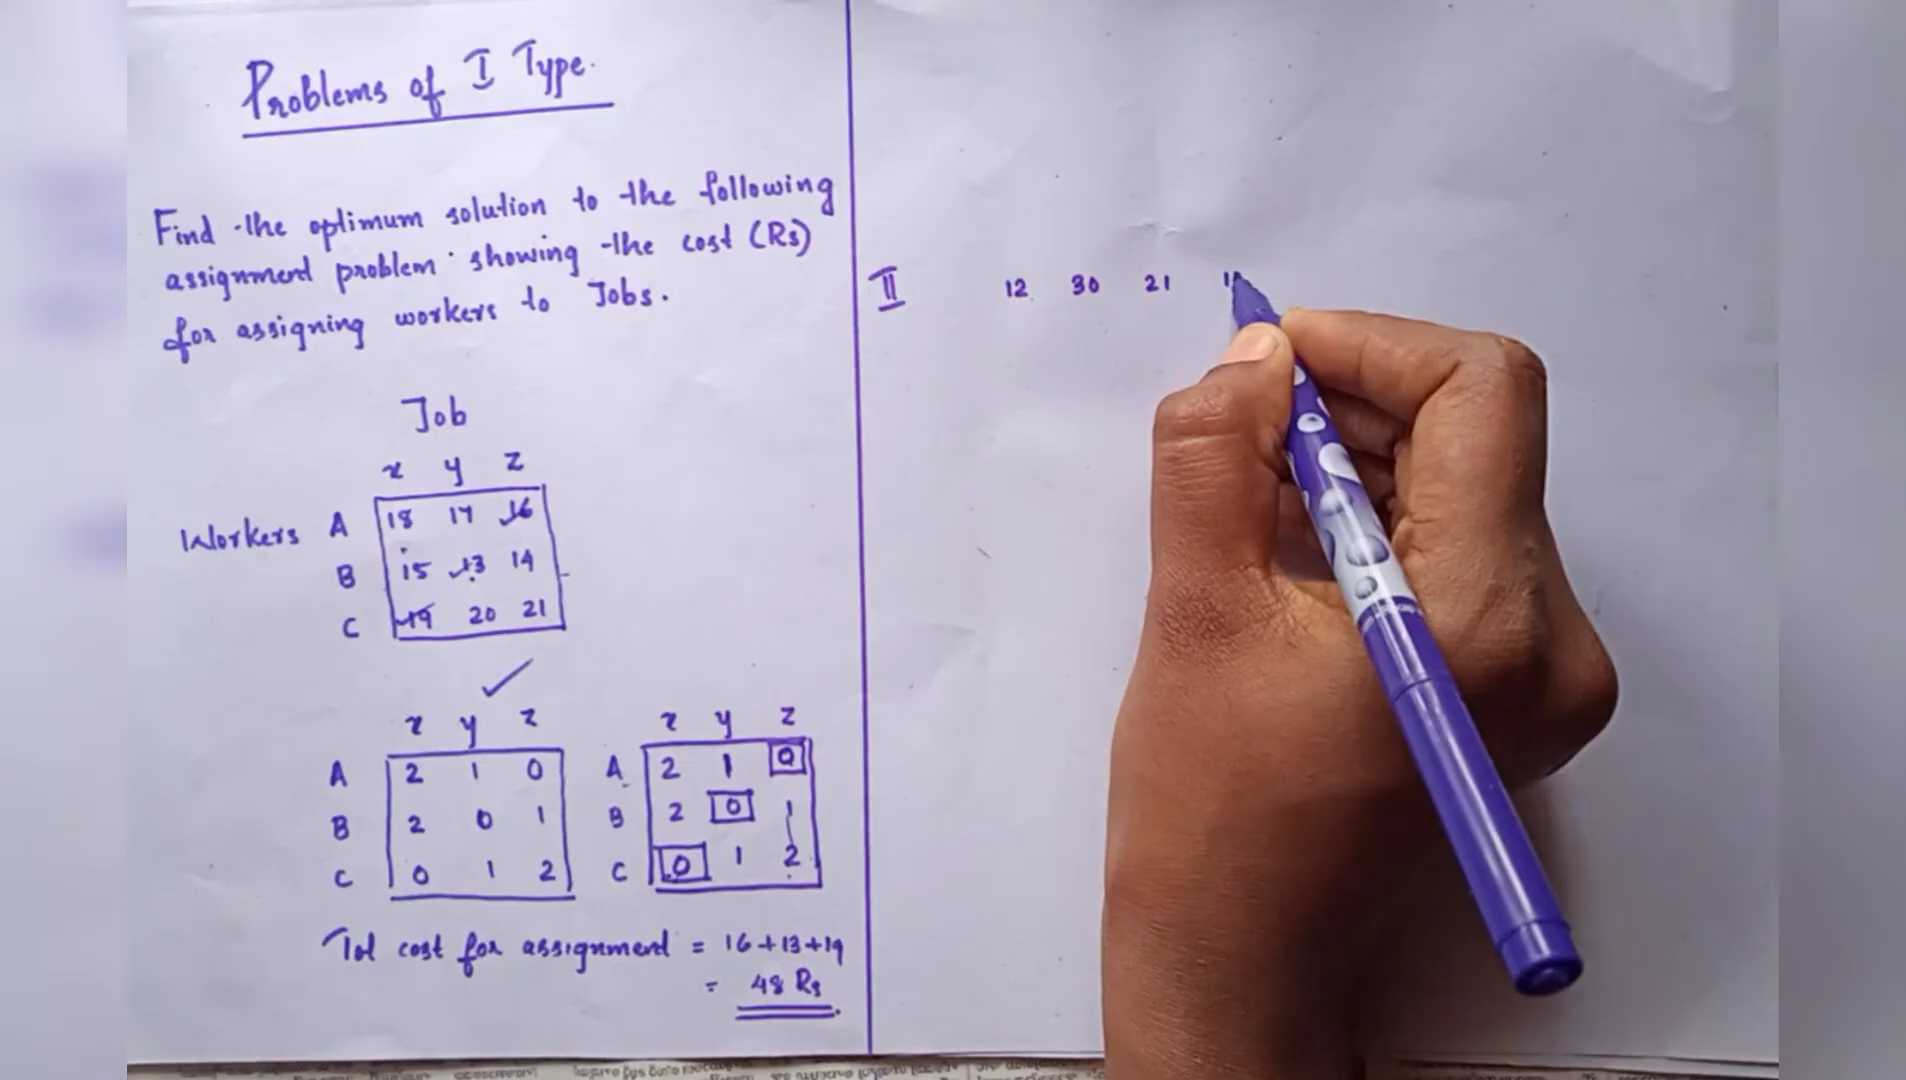 Problems of I Type.
Find the optimum solution to the following
assignment problem showing the cost (Rs)
for assigning workers to Jobs.
Job
x y z
Workers A 18 17 16
B 15 13 14
C 19 20 21
x y z
A 2 1 0
B 2 0 1
C 0 1 2
x y z
A 2 1 0
B 2 0 1
C 0 1 2
Tot cost for assignment = 16+13+19
= 48 Rs
II 12 30 21